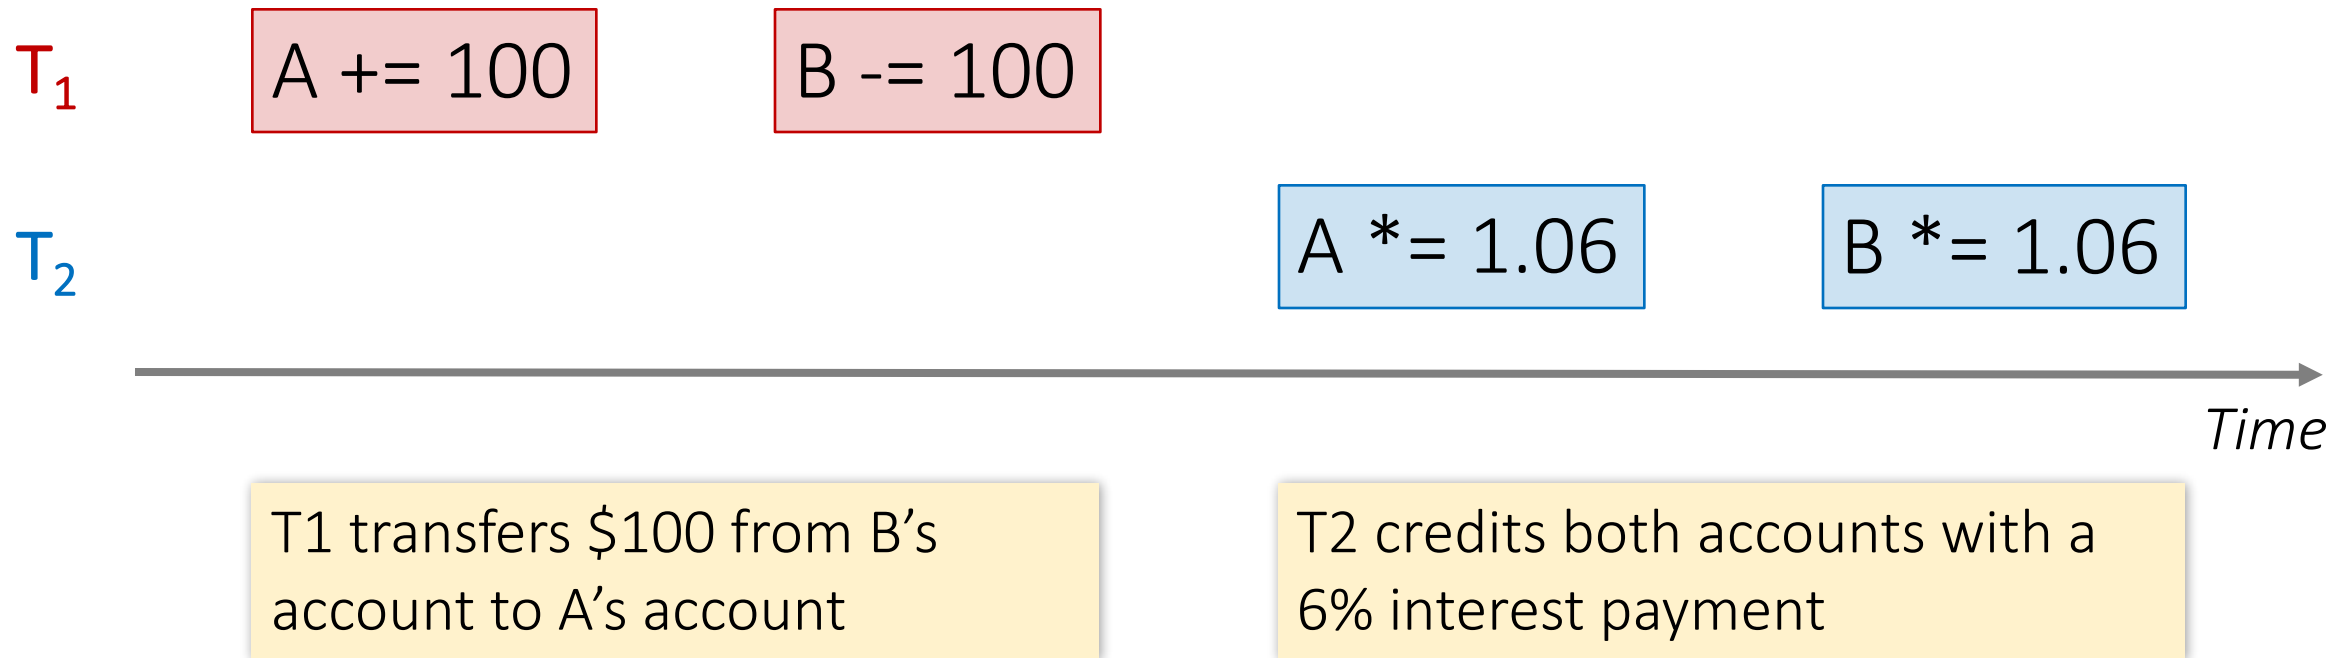 T1 A += 100 B -= 100
T2 A *= 1.06 B *= 1.06
Time
T1 transfers $100 from B’s
account to A’s account
T2 credits both accounts with a
6% interest payment